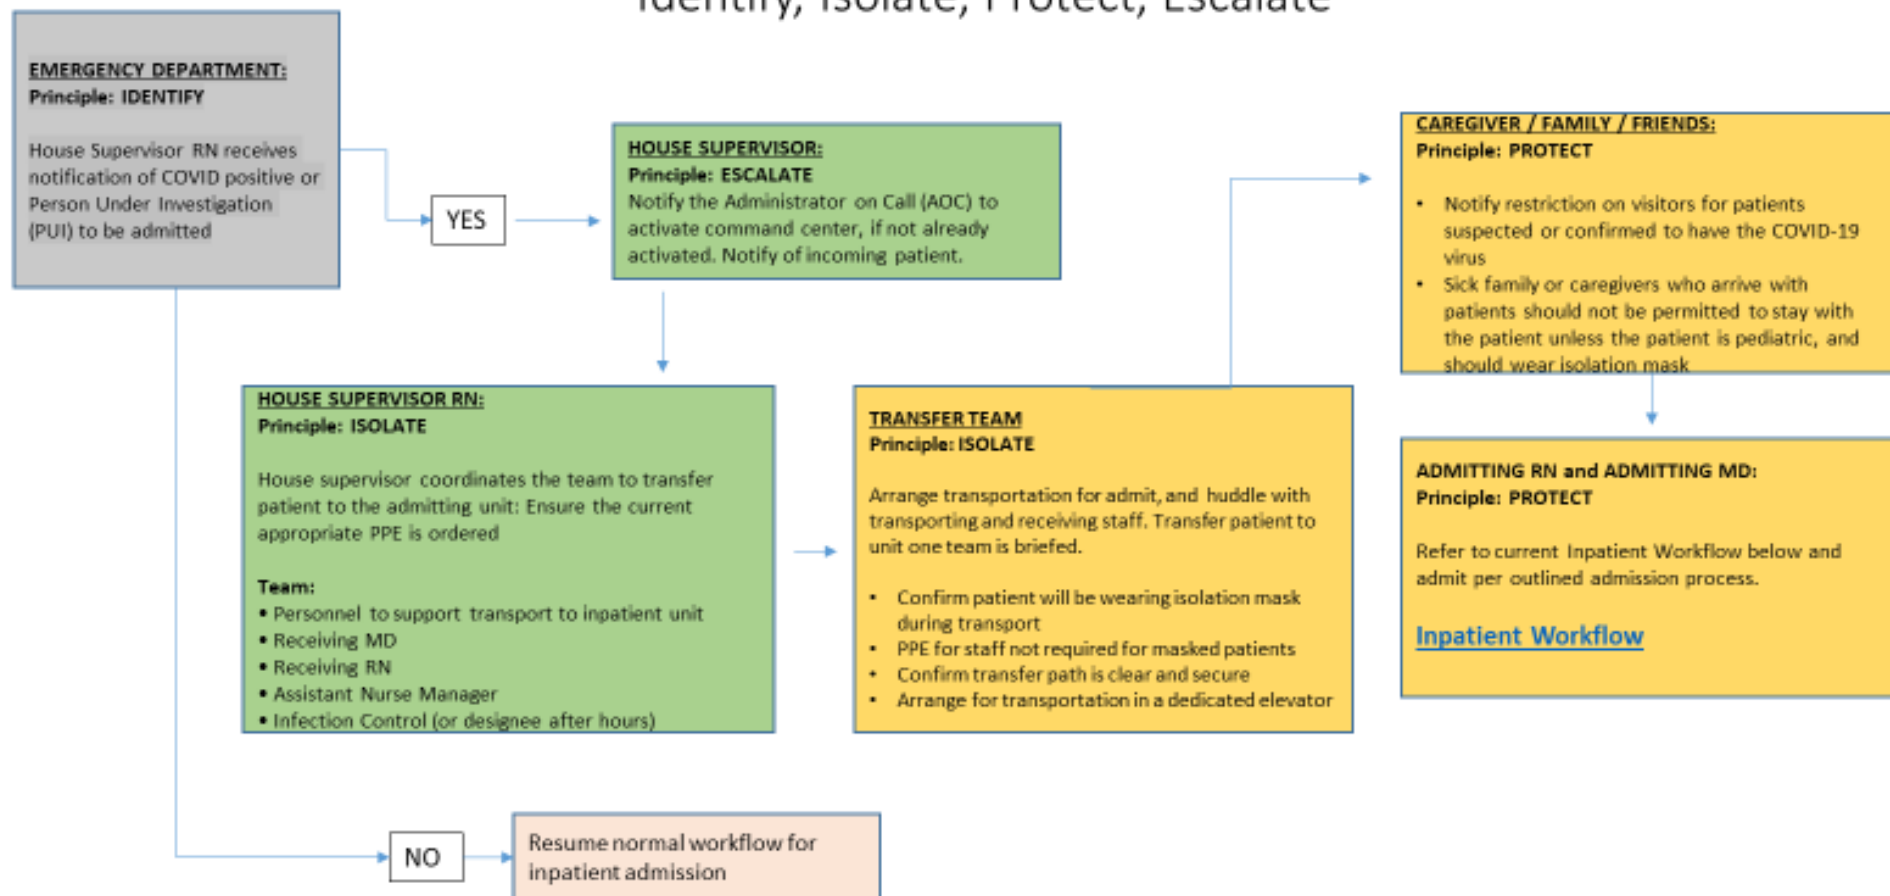 Identify, Isolate, Protect, Escalate
EMERGENCY DEPARTMENT:
Principle: IDENTIFY
House Supervisor RN receives
notification of COVID positive or
Person Under Investigation
(PUI) to be admitted
YES
HOUSE SUPERVISOR:
Principle: ESCALATE
Notify the Administrator on Call (AOC) to
activate command center, if not already
activated. Notify of incoming patient.
HOUSE SUPERVISOR RN:
Principle: ISOLATE
House supervisor coordinates the team to transfer
patient to the admitting unit: Ensure the current
appropriate PPE is ordered
Team:
• Personnel to support transport to inpatient unit
• Receiving MD
• Receiving RN
• Assistant Nurse Manager
• Infection Control (or designee after hours)
TRANSFER TEAM
Principle: ISOLATE
Arrange transportation for admit, and huddle with
transporting and receiving staff. Transfer patient to
unit one team is briefed.
• Confirm patient will be wearing isolation mask
during transport
• PPE for staff not required for masked patients
• Confirm transfer path is clear and secure
• Arrange for transportation in a dedicated elevator
CAREGIVER / FAMILY / FRIENDS:
Principle: PROTECT
• Notify restriction on visitors for patients
suspected or confirmed to have the COVID-19
virus
• Sick family or caregivers who arrive with
patients should not be permitted to stay with
the patient unless the patient is pediatric, and
should wear isolation mask
ADMITTING RN and ADMITTING MD:
Principle: PROTECT
Refer to current Inpatient Workflow below and
admit per outlined admission process.
Inpatient Workflow
NO
Resume normal workflow for
inpatient admission